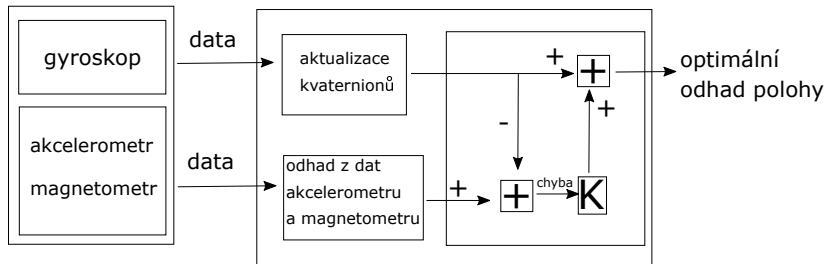 gyroskop
akcelerometr
magnetometr
data
data
aktualizace
kvaternionů
odhad z dat
akcelerometru
a magnetometru
+
+
+
-
+
+
chyba
K
+
optimální
odhad polohy